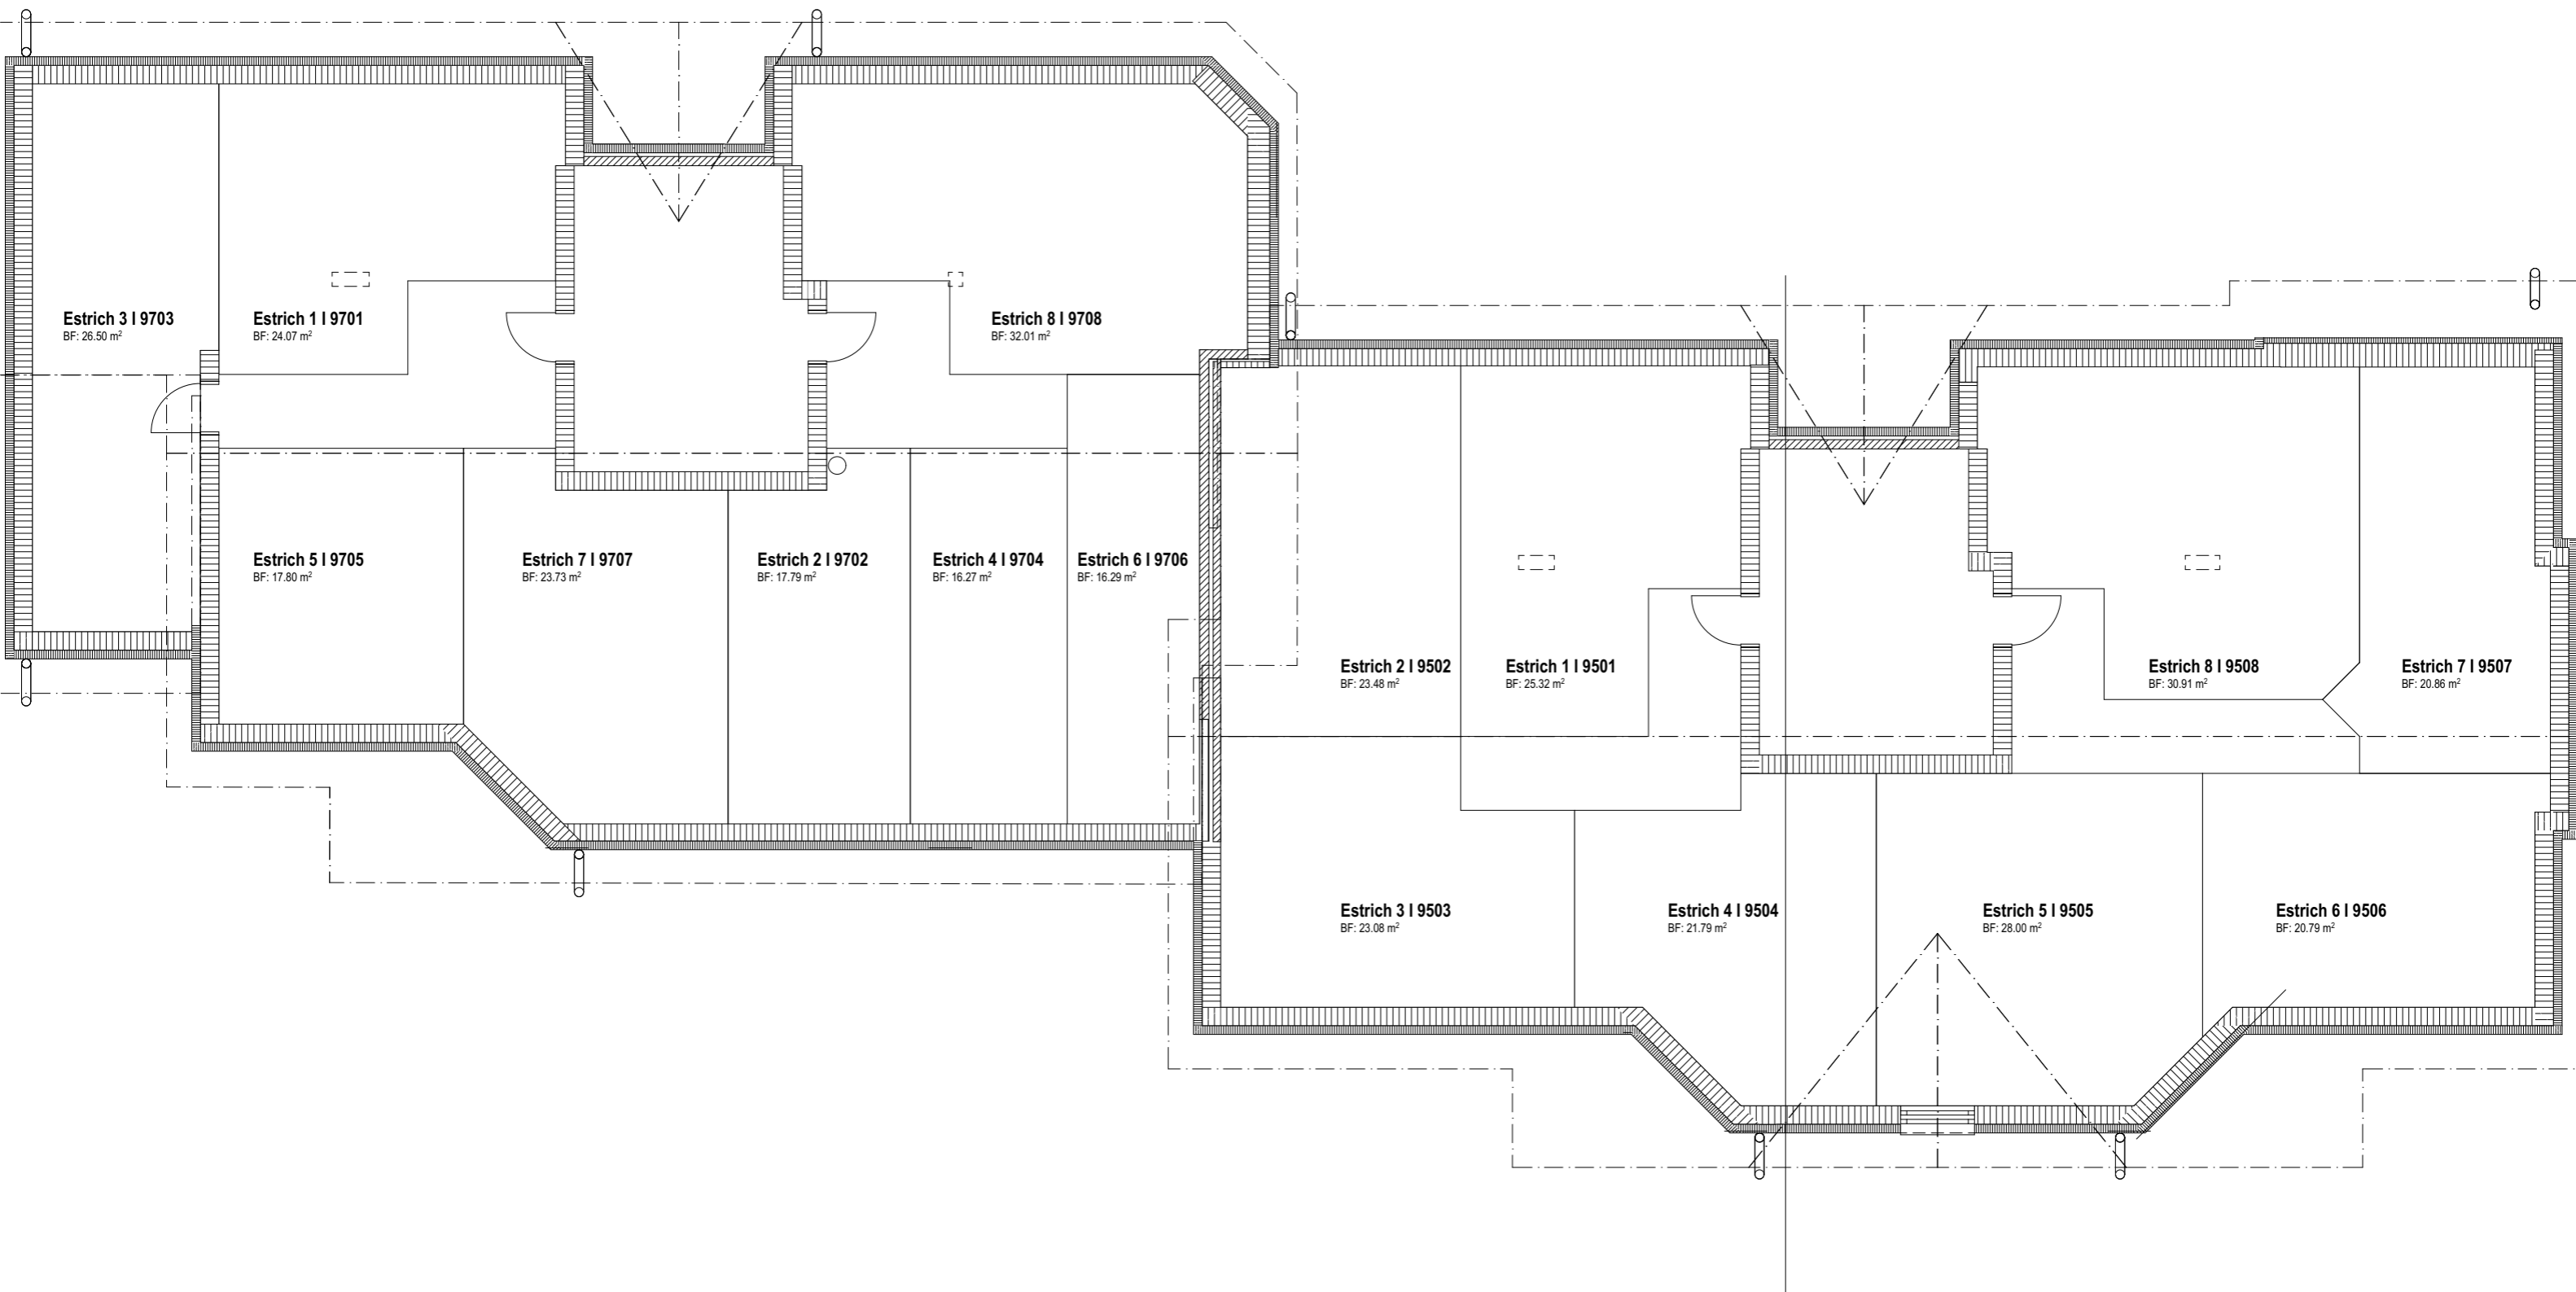 Estrich 3 I 9703
BF: 26.50 m²
Estrich 1 I 9701
BF: 24.07 m²
Estrich 8 I 9708
BF: 32.01 m²
Estrich 5 I 9705
BF: 17.80 m²
Estrich 7 I 9707
BF: 23.73 m²
Estrich 2 I 9702
BF: 17.79 m²
Estrich 4 I 9704
BF: 16.27 m²
Estrich 6 I 9706
BF: 16.29 m²
Estrich 2 I 9502
BF: 23.48 m²
Estrich 1 I 9501
BF: 25.32 m²
Estrich 8 I 9508
BF: 30.91 m²
Estrich 7 I 9507
BF: 20.86 m²
Estrich 3 I 9503
BF: 23.08 m²
Estrich 4 I 9504
BF: 21.79 m²
Estrich 5 I 9505
BF: 28.00 m²
Estrich 6 I 9506
BF: 20.79 m²